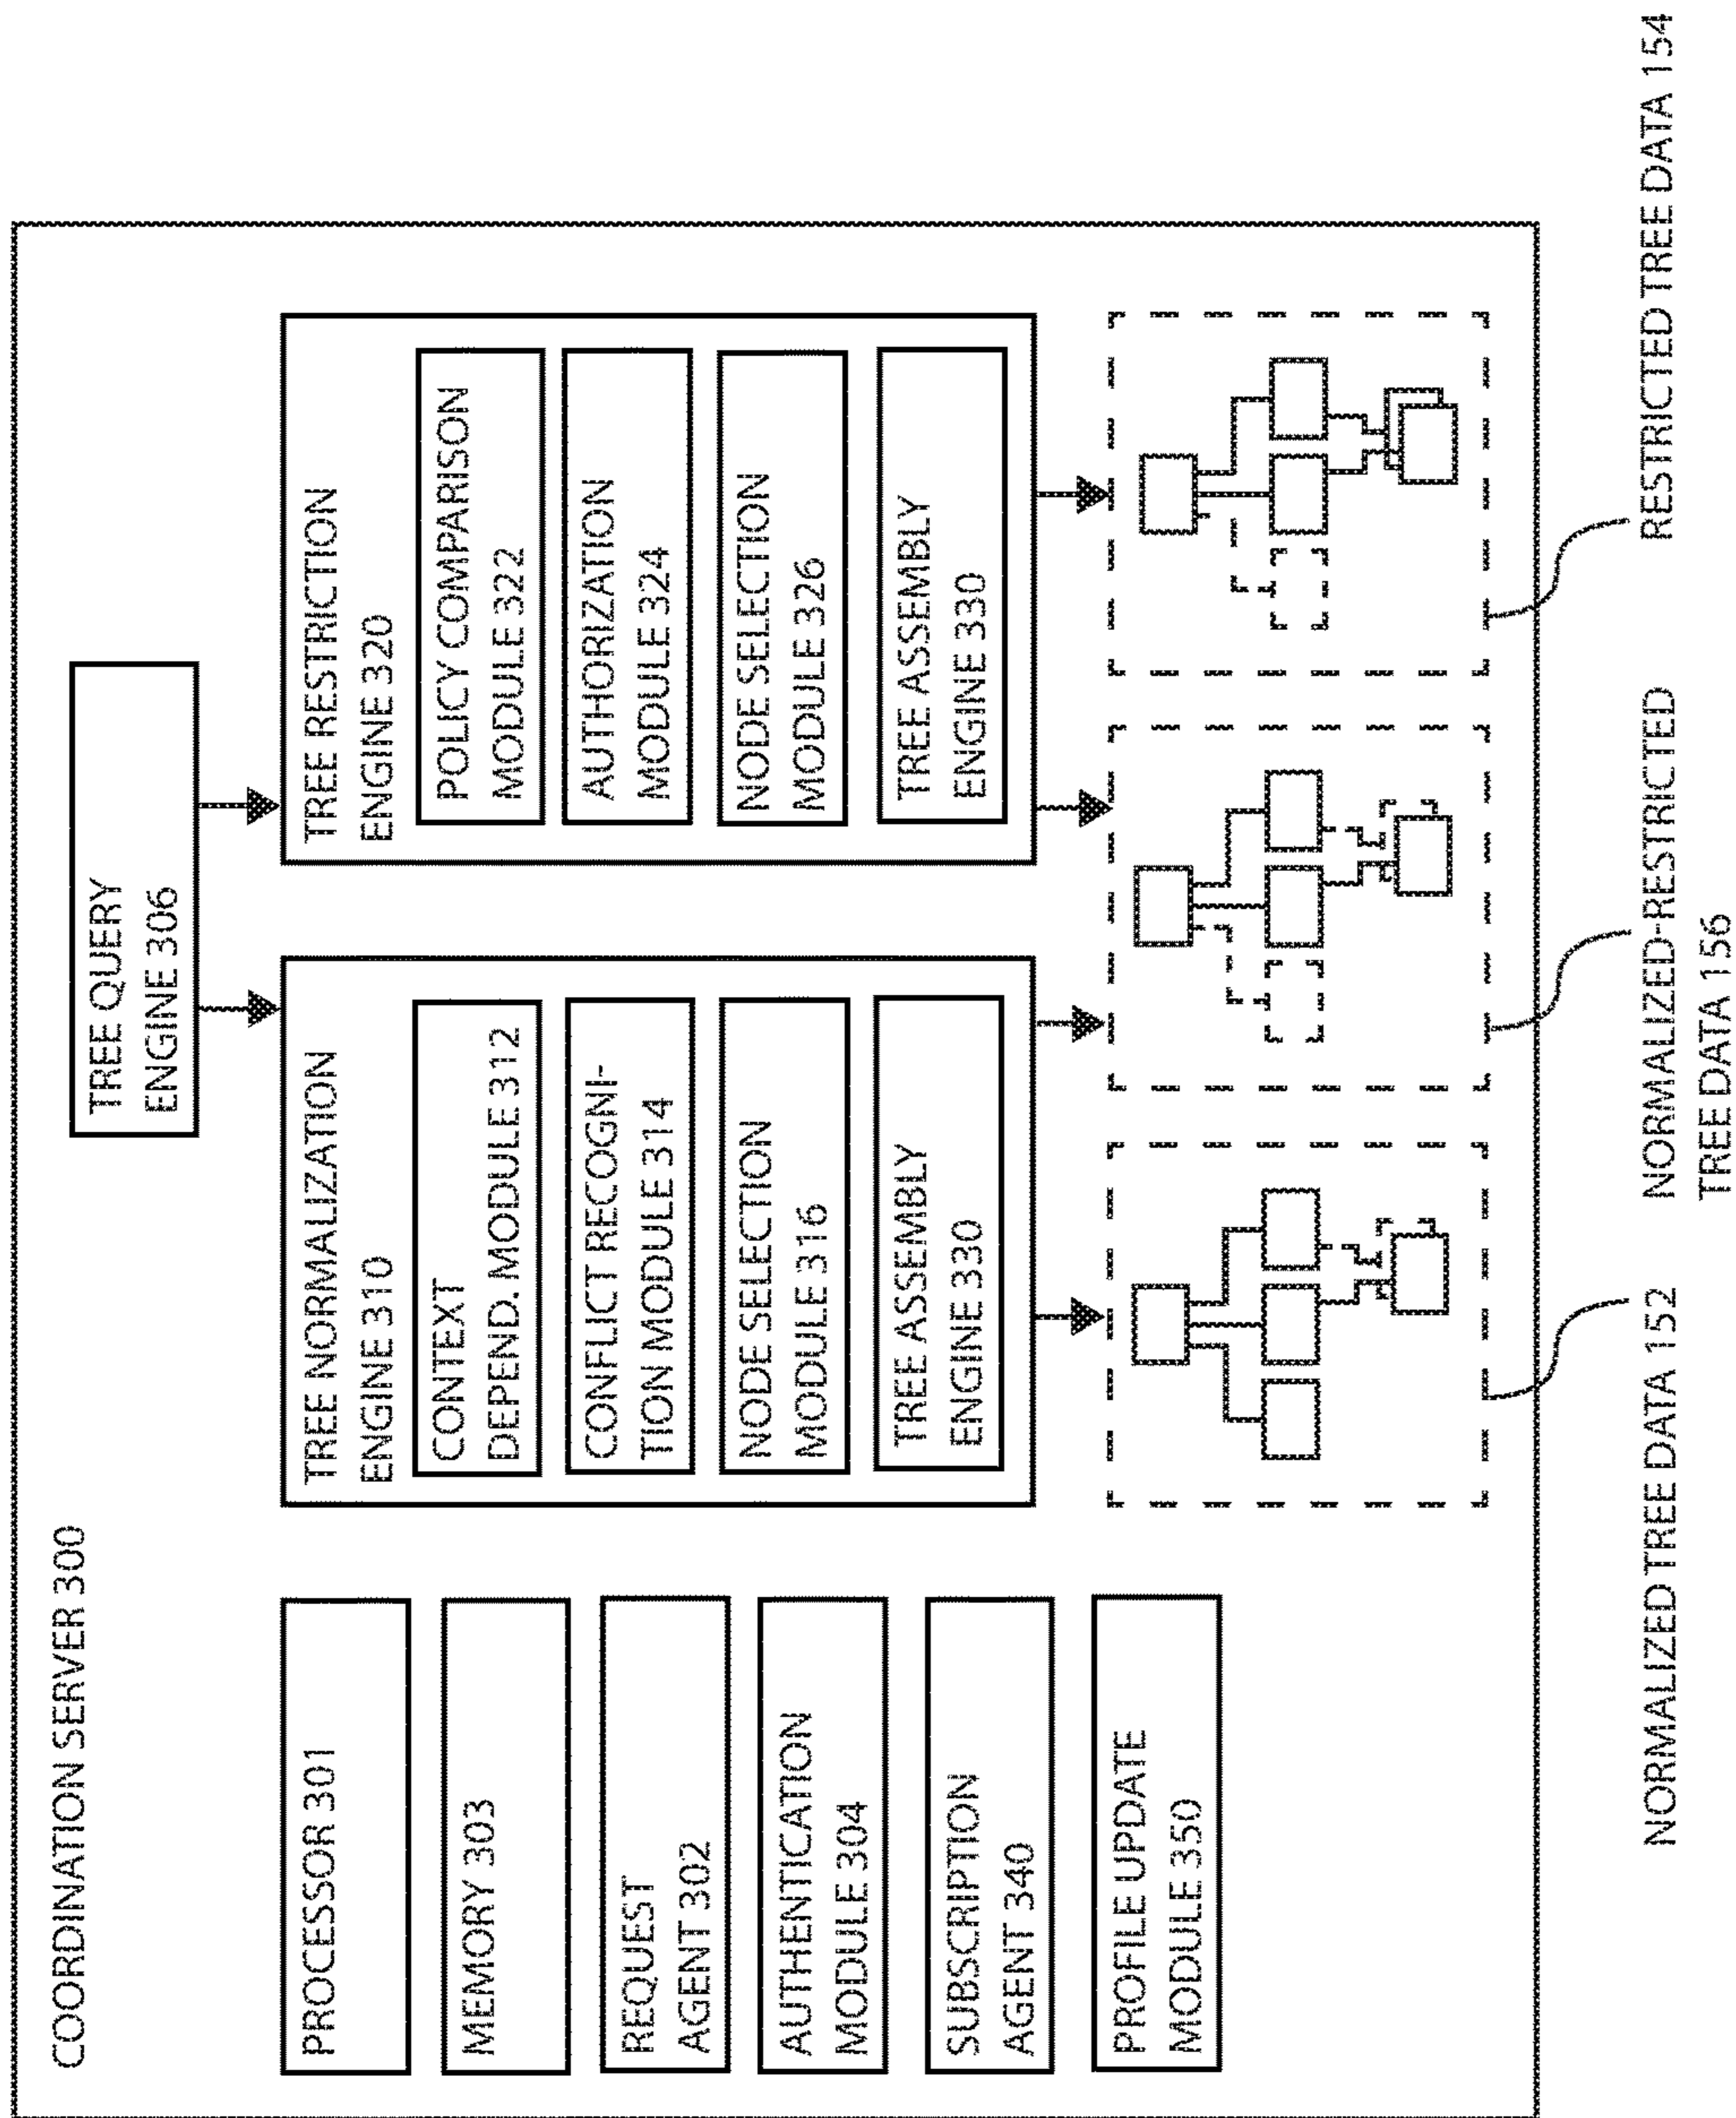 COORDINATION SERVER 300
TREE QUERY
ENGINE 306
PROCESSOR 301
MEMORY 303
REQUEST
AGENT 302
AUTHENTICATION
MODULE 304
SUBSCRIPTION
AGENT 340
PROFILE UPDATE
MODULE 350
TREE NORMALIZATION
ENGINE 310
CONTEXT
DEPEND. MODULE 312
CONFLICT RECOGNI-
TION MODULE 314
NODE SELECTION
MODULE 316
TREE ASSEMBLY
ENGINE 330
TREE RESTRICTION
ENGINE 320
POLICY COMPARISON
MODULE 322
AUTHORIZATION
MODULE 324
NODE SELECTION
MODULE 326
TREE ASSEMBLY
ENGINE 330
NORMALIZED TREE DATA 152
NORMALIZED-RESTRICTED
TREE DATA 156
RESTRICTED TREE DATA 154